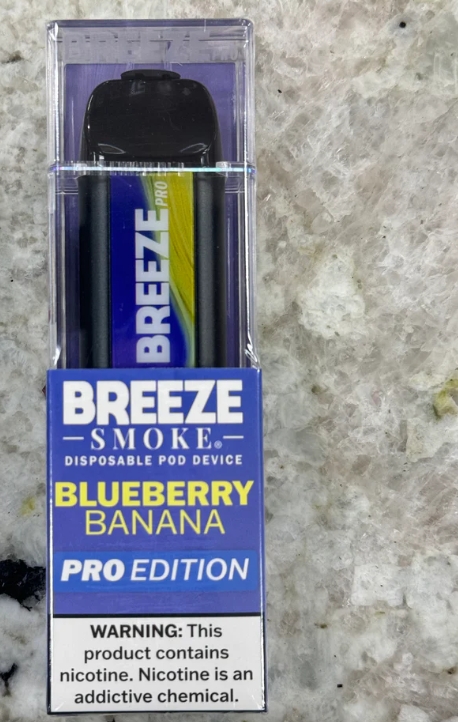 BREEZE
BREEZE PRO
BREEZE
SMOKE®
DISPOSABLE POD DEVICE
BLUEBERRY
BANANA
PRO EDITION
WARNING: This
product contains
nicotine. Nicotine is an
addictive chemical.